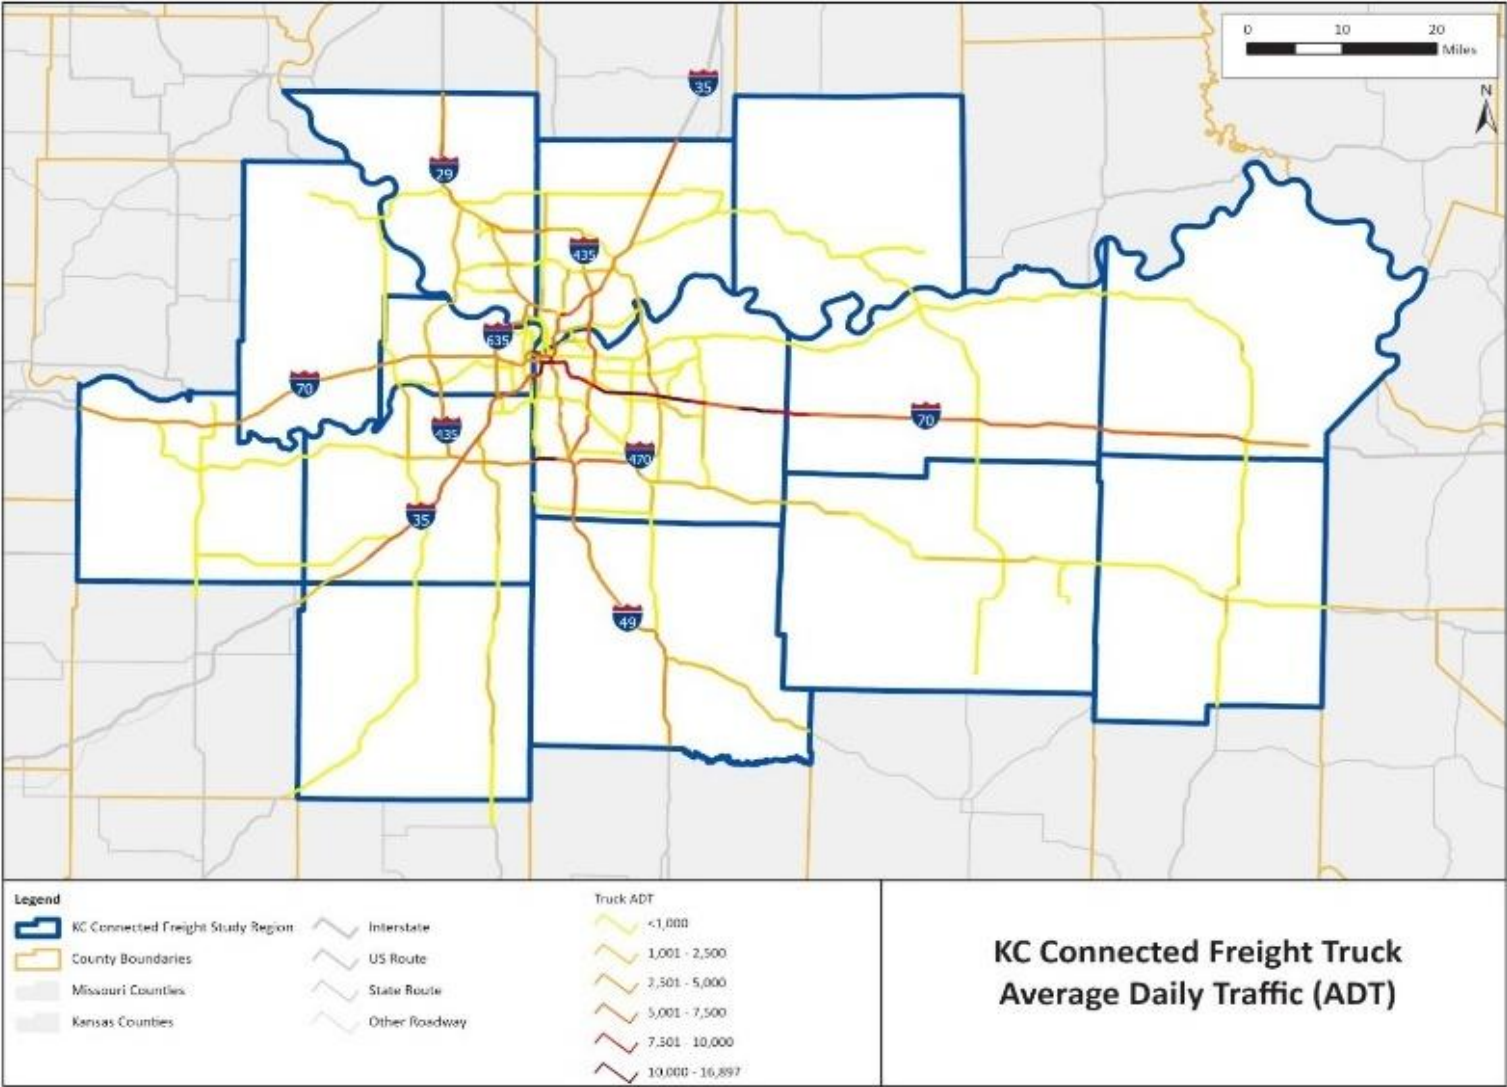 0 10 20
Miles
N
35
29
435
635
70
435
70
470
35
49
Legend
KC Connected Freight Study Region
County Boundaries
Missouri Counties
Kansas Counties
Interstate
US Route
State Route
Other Roadway
Truck ADT
<1,000
1,001 - 2,500
2,501 - 5,000
5,001 - 7,500
7,501 - 10,000
10,000 - 16,897
KC Connected Freight Truck
Average Daily Traffic (ADT)